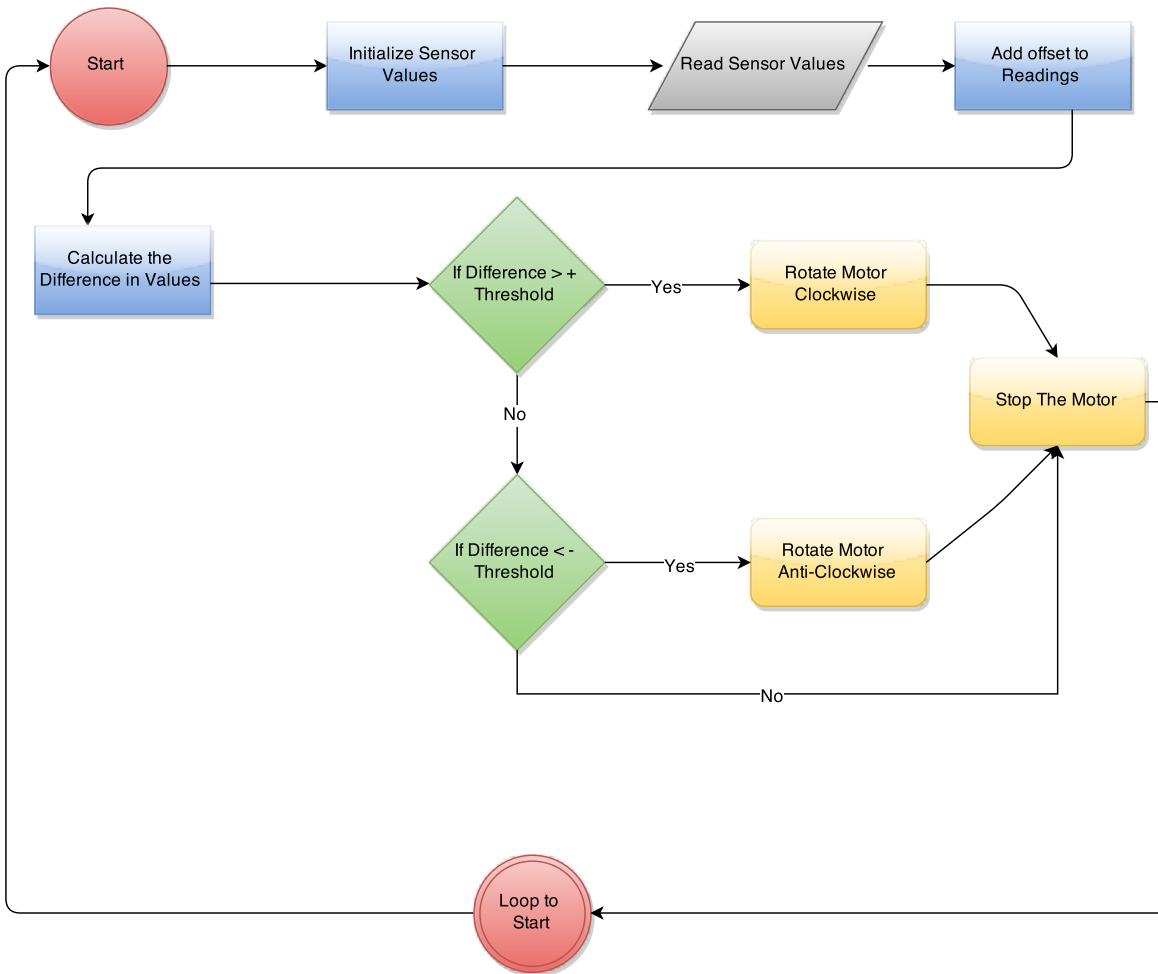 Start
Initialize Sensor
Values
Read Sensor Values
Add offset to
Readings
Calculate the
Difference in Values
If Difference > +
Threshold
Yes
Rotate Motor
Clockwise
No
Stop The Motor
If Difference < -
Threshold
Yes
Rotate Motor
Anti-Clockwise
No
Loop to
Start